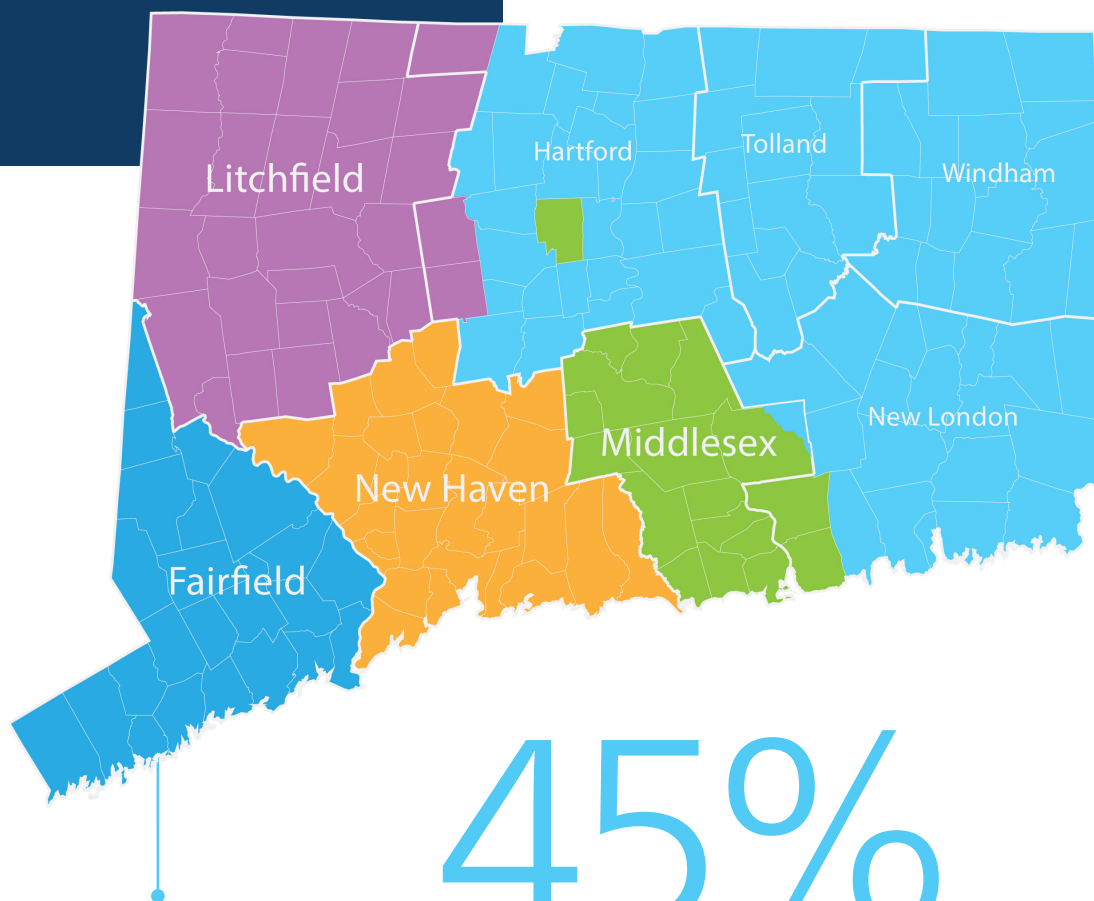 Hartford
Tolland
Windham
Litchfield
New London
Middlesex
New Haven
Fairfield
45%